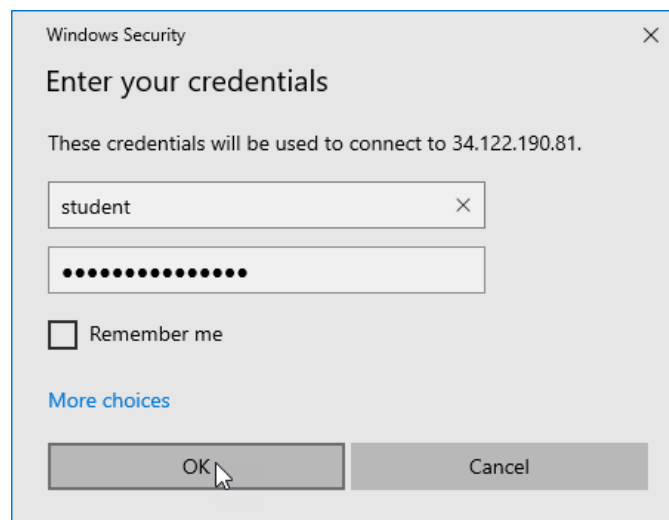 Windows Security
Enter your credentials
These credentials will be used to connect to 34.122.190.81.
student
●●●●●●●●●●●●●●●
Remember me
More choices
OK
Cancel